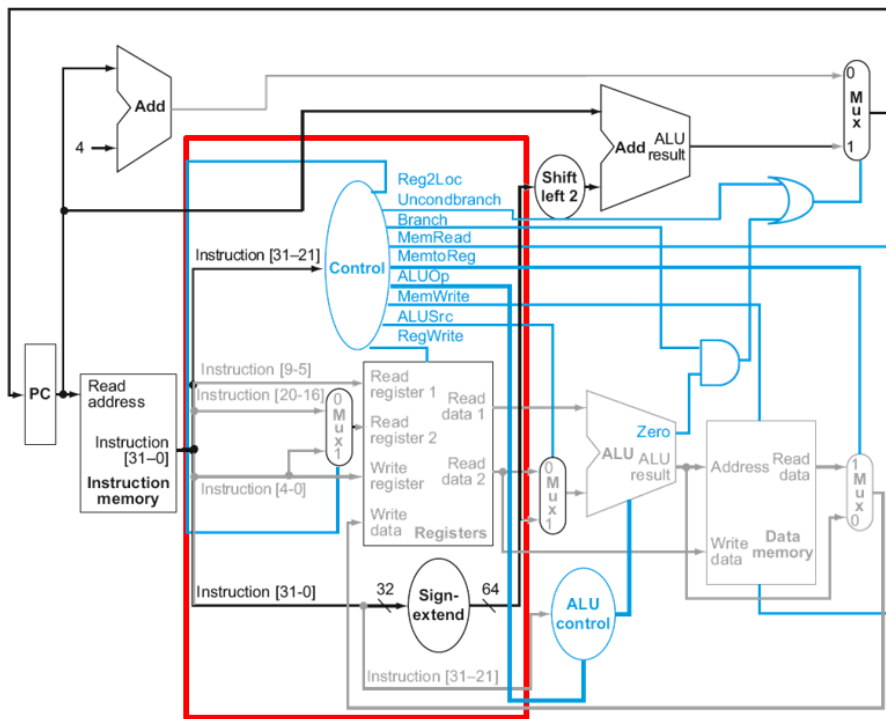 Add
4
0
Mux
1
Add ALU
result
Shift
left 2
Reg2Loc
Uncondbranch
Branch
MemRead
MemtoReg
ALUOp
MemWrite
ALUSrc
RegWrite
Instruction [31–21]
Control
PC
Read
address
Instruction
[31–0]
Instruction
memory
Instruction [9-5]
Instruction [20-16]
Instruction [4-0]
0
Mux
1
Read
register 1
Read
register 2
Write
register
Write
data
Read
data 1
Read
data 2
Registers
0
Mux
1
Zero
ALU ALU
result
Address
Read
data
Write
data
Data
memory
1
Mux
0
Instruction [31-0]
32
Sign-
extend
64
ALU
control
Instruction [31–21]